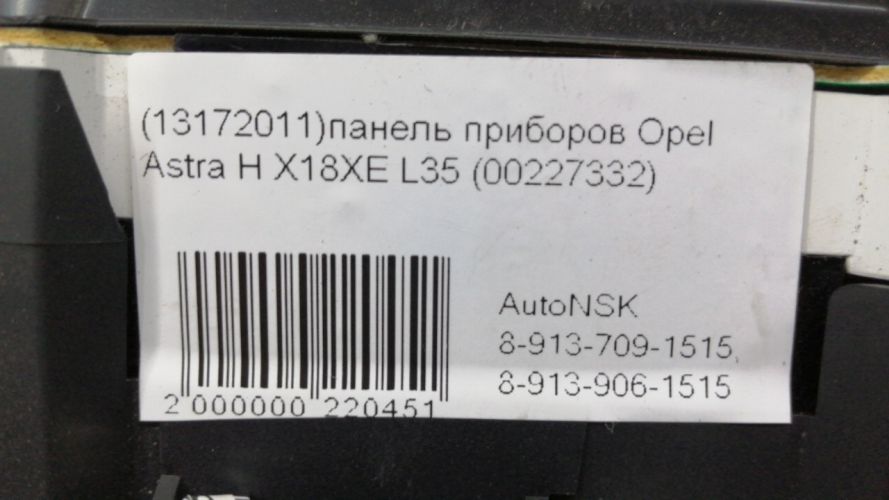 (13172011)панель приборов Opel
Astra H X18XE L35 (00227332)
AutoNSK
8-913-709-1515,
8-913-906-1515
2 000000 220451